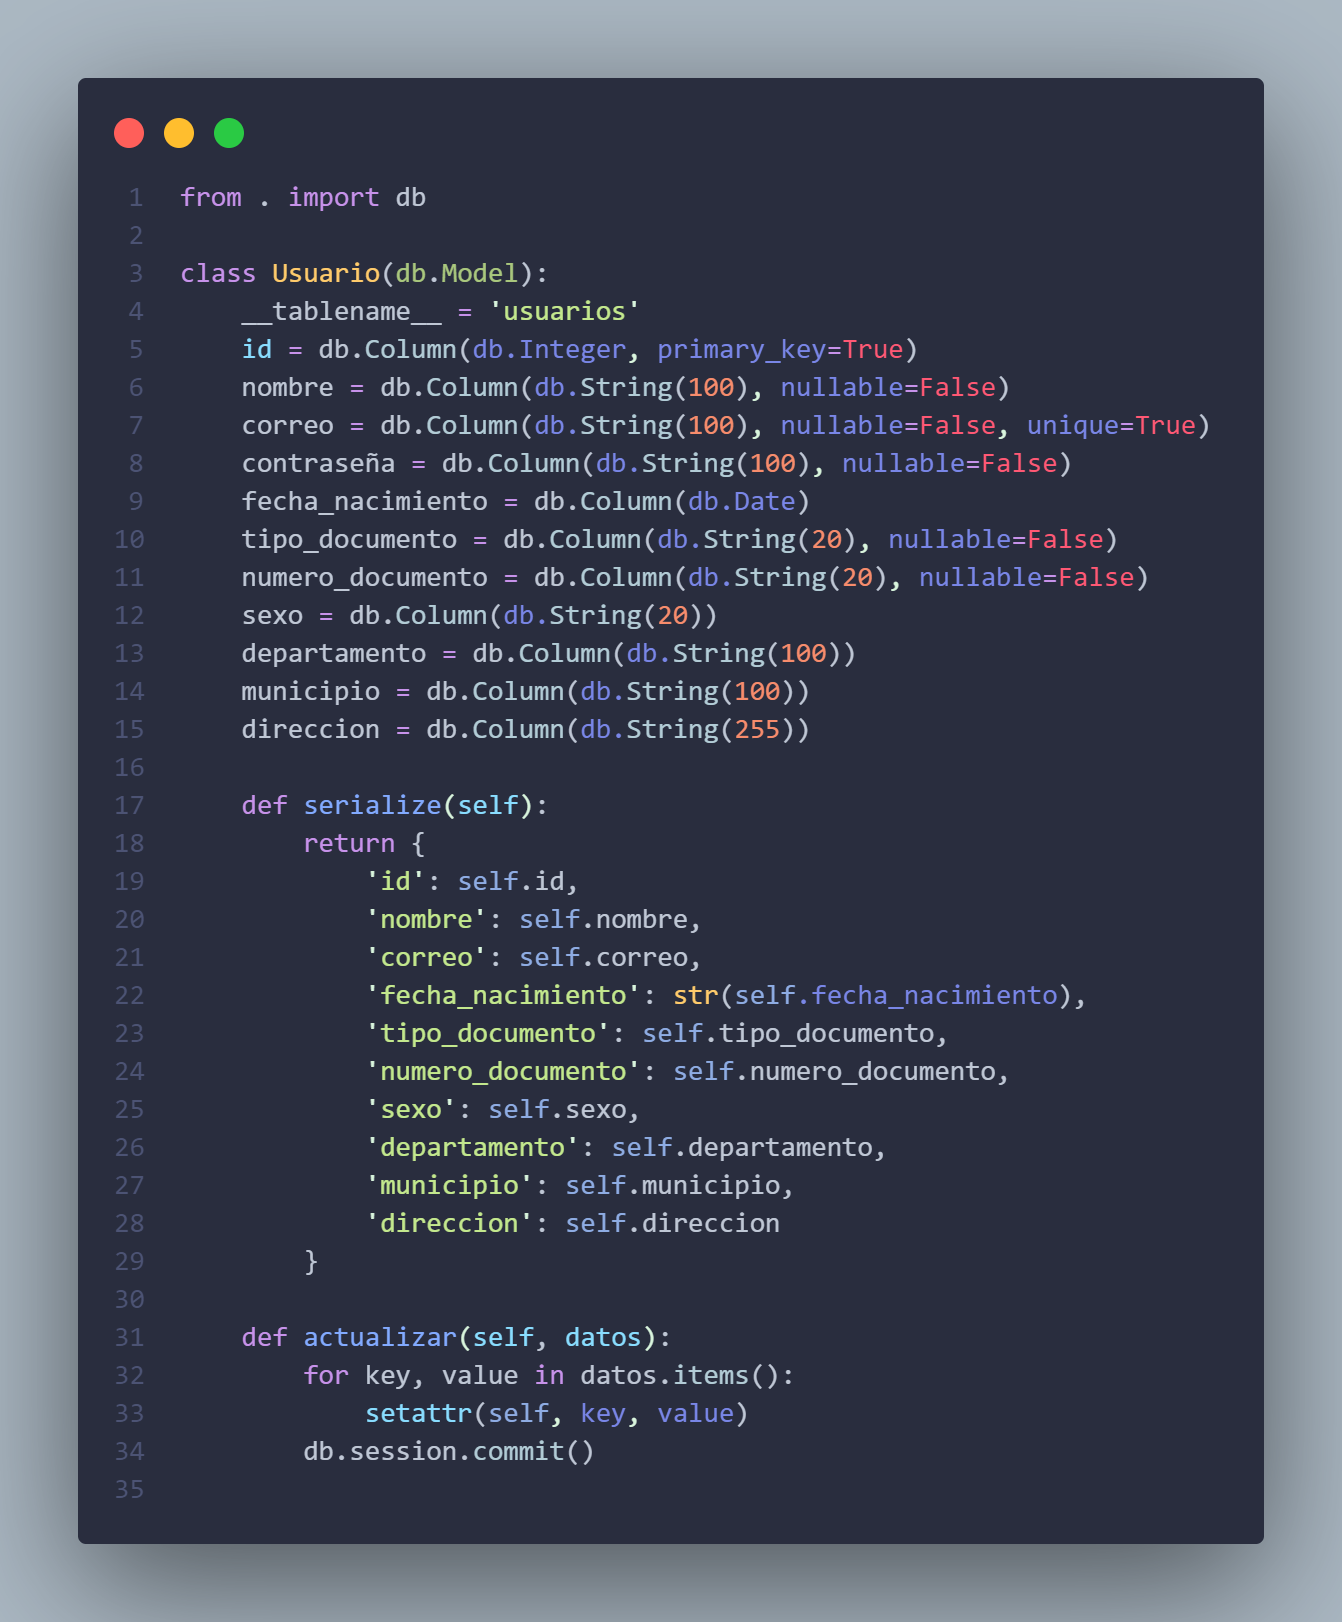 1 from . import db
2
3 class Usuario(db.Model):
4     __tablename__ = 'usuarios'
5     id = db.Column(db.Integer, primary_key=True)
6     nombre = db.Column(db.String(100), nullable=False)
7     correo = db.Column(db.String(100), nullable=False, unique=True)
8     contraseña = db.Column(db.String(100), nullable=False)
9     fecha_nacimiento = db.Column(db.Date)
10     tipo_documento = db.Column(db.String(20), nullable=False)
11     numero_documento = db.Column(db.String(20), nullable=False)
12     sexo = db.Column(db.String(20))
13     departamento = db.Column(db.String(100))
14     municipio = db.Column(db.String(100))
15     direccion = db.Column(db.String(255))
16
17     def serialize(self):
18         return {
19             'id': self.id,
20             'nombre': self.nombre,
21             'correo': self.correo,
22             'fecha_nacimiento': str(self.fecha_nacimiento),
23             'tipo_documento': self.tipo_documento,
24             'numero_documento': self.numero_documento,
25             'sexo': self.sexo,
26             'departamento': self.departamento,
27             'municipio': self.municipio,
28             'direccion': self.direccion
29         }
30
31     def actualizar(self, datos):
32         for key, value in datos.items():
33             setattr(self, key, value)
34         db.session.commit()
35